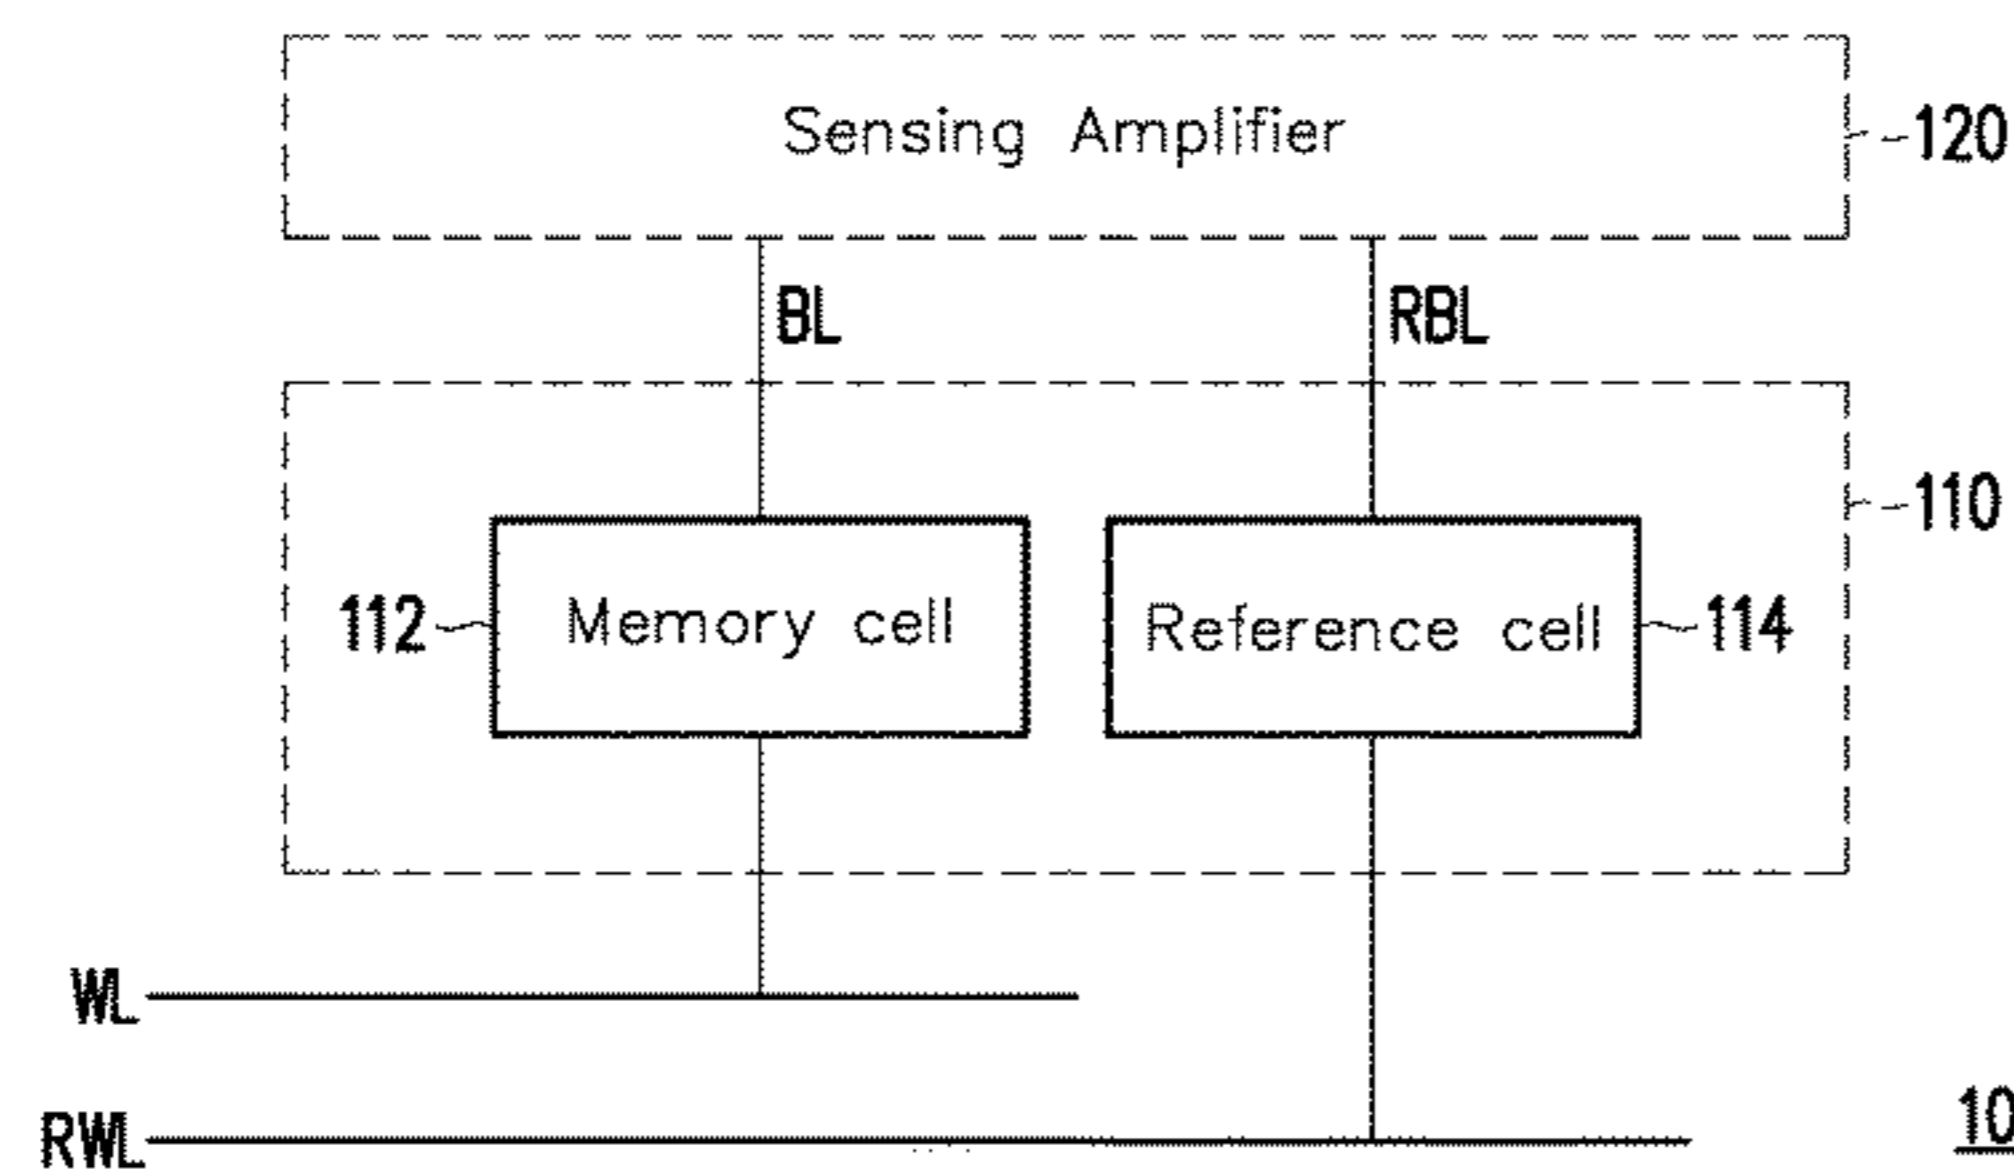 Sensing Amplifier
120
BL
RBL
110
112
Memory cell
Reference cell
114
WL
RWL
10